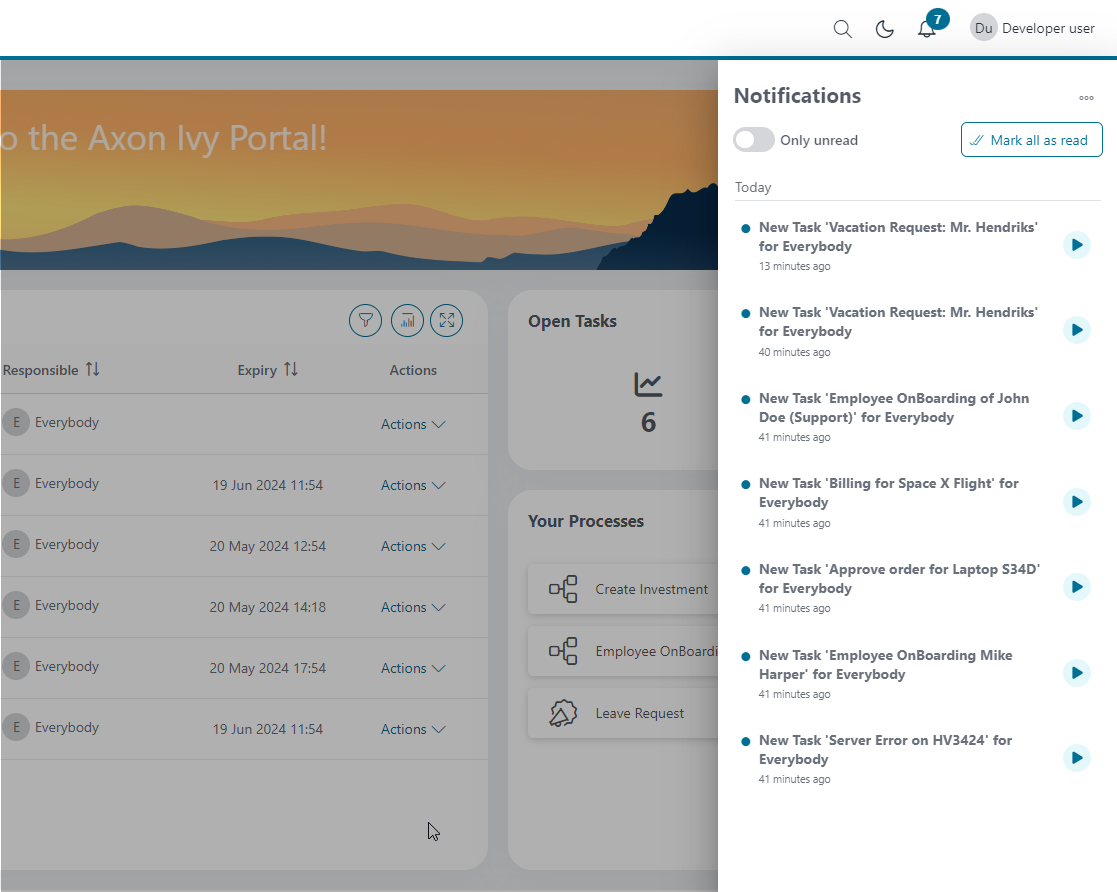 7
Du Developer user
o the Axon Ivy Portal!
Responsible Expiry Actions
E Everybody Actions
E Everybody 19 Jun 2024 11:54 Actions
E Everybody 20 May 2024 12:54 Actions
E Everybody 20 May 2024 14:18 Actions
E Everybody 20 May 2024 17:54 Actions
E Everybody 19 Jun 2024 11:54 Actions
Open Tasks
6
Your Processes
Create Investment
Employee OnBoardi
Leave Request
Notifications
Only unread
Mark all as read
Today
New Task 'Vacation Request: Mr. Hendriks'
for Everybody
13 minutes ago
New Task 'Vacation Request: Mr. Hendriks'
for Everybody
40 minutes ago
New Task 'Employee OnBoarding of John
Doe (Support)' for Everybody
41 minutes ago
New Task 'Billing for Space X Flight' for
Everybody
41 minutes ago
New Task 'Approve order for Laptop S34D'
for Everybody
41 minutes ago
New Task 'Employee OnBoarding Mike
Harper' for Everybody
41 minutes ago
New Task 'Server Error on HV3424' for
Everybody
41 minutes ago